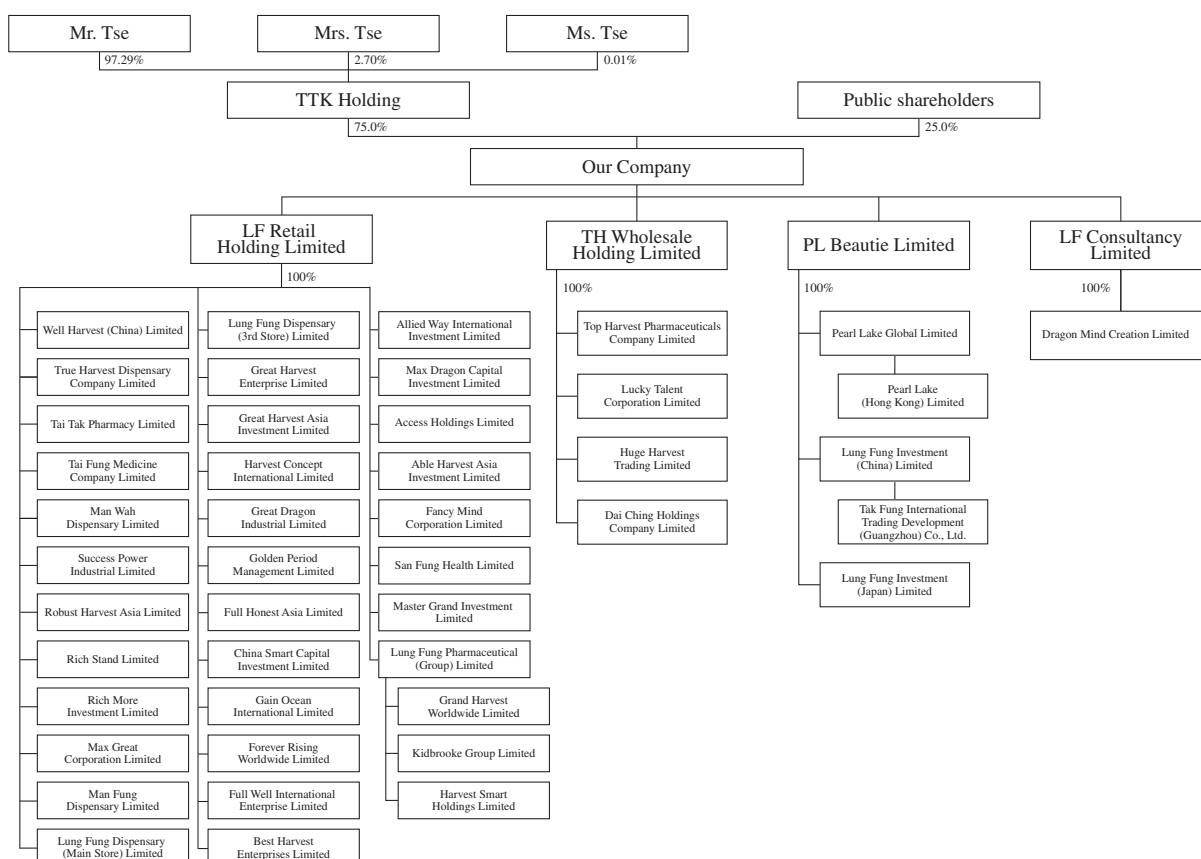 Mr. Tse
Mrs. Tse
Ms. Tse
97.29%
2.70%
0.01%
TTK Holding
Public shareholders
75.0%
25.0%
Our Company
LF Retail
Holding Limited
TH Wholesale
Holding Limited
PL Beautie Limited
LF Consultancy
Limited
100%
100%
100%
100%
Well Harvest (China) Limited
True Harvest Dispensary
Company Limited
Tai Tak Pharmacy Limited
Tai Fung Medicine
Company Limited
Man Wah
Dispensary Limited
Success Power
Industrial Limited
Robust Harvest Asia Limited
Rich Stand Limited
Rich More
Investment Limited
Max Great
Corporation Limited
Man Fung
Dispensary Limited
Lung Fung Dispensary
(Main Store) Limited
Lung Fung Dispensary
(3rd Store) Limited
Great Harvest
Enterprise Limited
Great Harvest Asia
Investment Limited
Harvest Concept
International Limited
Great Dragon
Industrial Limited
Golden Period
Management Limited
Full Honest Asia Limited
China Smart Capital
Investment Limited
Gain Ocean
International Limited
Forever Rising
Worldwide Limited
Full Well International
Enterprise Limited
Best Harvest
Enterprises Limited
Allied Way International
Investment Limited
Max Dragon Capital
Investment Limited
Access Holdings Limited
Able Harvest Asia
Investment Limited
Fancy Mind
Corporation Limited
San Fung Health Limited
Master Grand Investment
Limited
Lung Fung Pharmaceutical
(Group) Limited
Grand Harvest
Worldwide Limited
Kidbrooke Group Limited
Harvest Smart
Holdings Limited
Top Harvest Pharmaceuticals
Company Limited
Lucky Talent
Corporation Limited
Huge Harvest
Trading Limited
Dai Ching Holdings
Company Limited
Pearl Lake Global Limited
Pearl Lake
(Hong Kong) Limited
Lung Fung Investment
(China) Limited
Tak Fung International
Trading Development
(Guangzhou) Co., Ltd.
Lung Fung Investment
(Japan) Limited
Dragon Mind Creation Limited